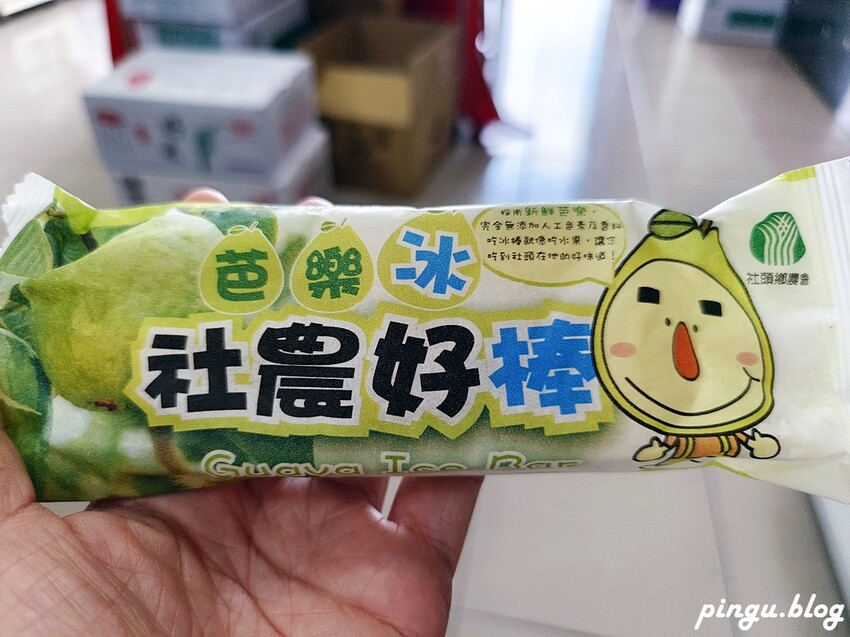 芭樂冰
採用新鮮芭樂，
完全無添加人工色素及香料
吃冰棒就像吃水果，讓你
吃到社頭在地的好味道！
社頭鄉農會
社農好棒
Guava Ice Bar
pingu.blog